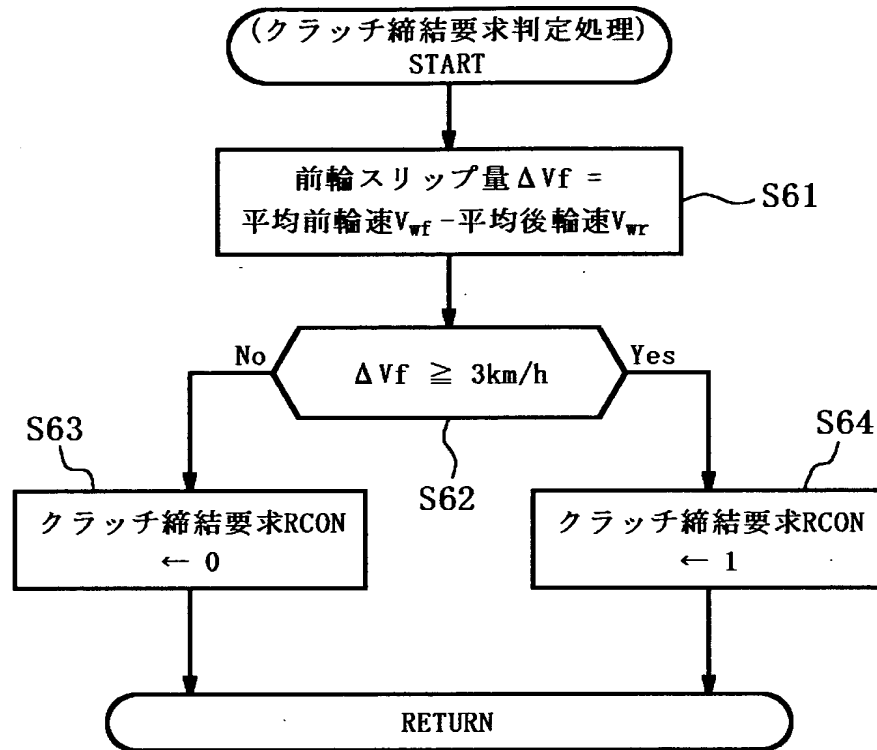 (クラッチ締結要求判定処理)
START
前輪スリップ量ΔVf =
平均前輪速Vwf-平均後輪速Vwr
S61
No
ΔVf ≧ 3km/h
Yes
S62
S63
クラッチ締結要求RCON
← 0
S64
クラッチ締結要求RCON
← 1
RETURN